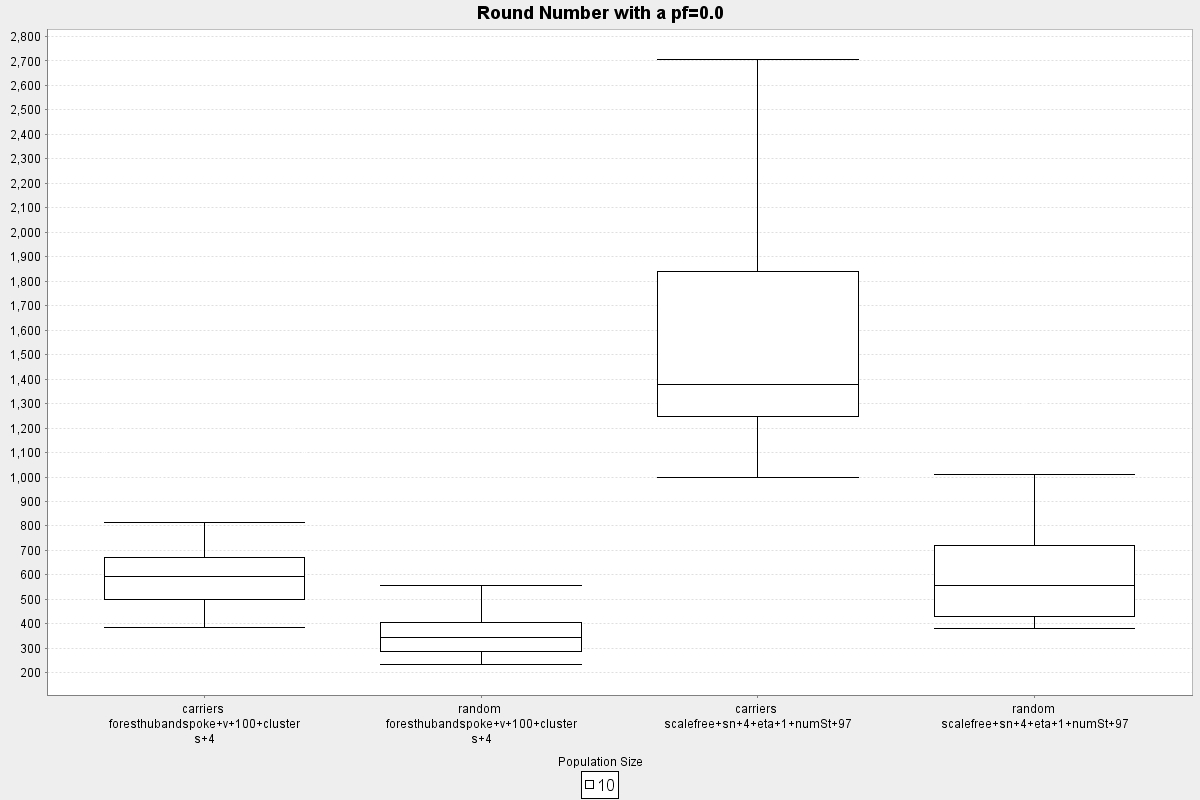 Round Number with a pf=0.0
2,800
2,700
2,600
2,500
2,400
2,300
2,200
2,100
2,000
1,900
1,800
1,700
1,600
1,500
1,400
1,300
1,200
1,100
1,000
900
800
700
600
500
400
300
200
carriers
foresthubandspoke+v+100+cluster
s+4
random
foresthubandspoke+v+100+cluster
s+4
carriers
scalefree+sn+4+eta+1+numSt+97
random
scalefree+sn+4+eta+1+numSt+97
Population Size
10